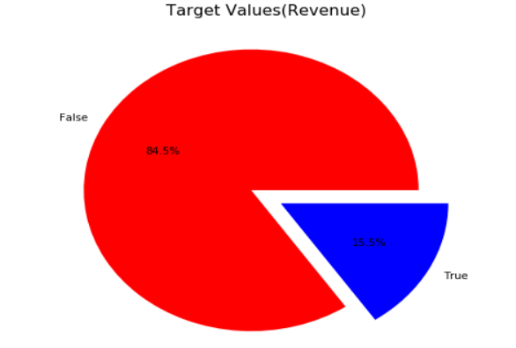 Target Values(Revenue)
False
84.5%
15.5%
True